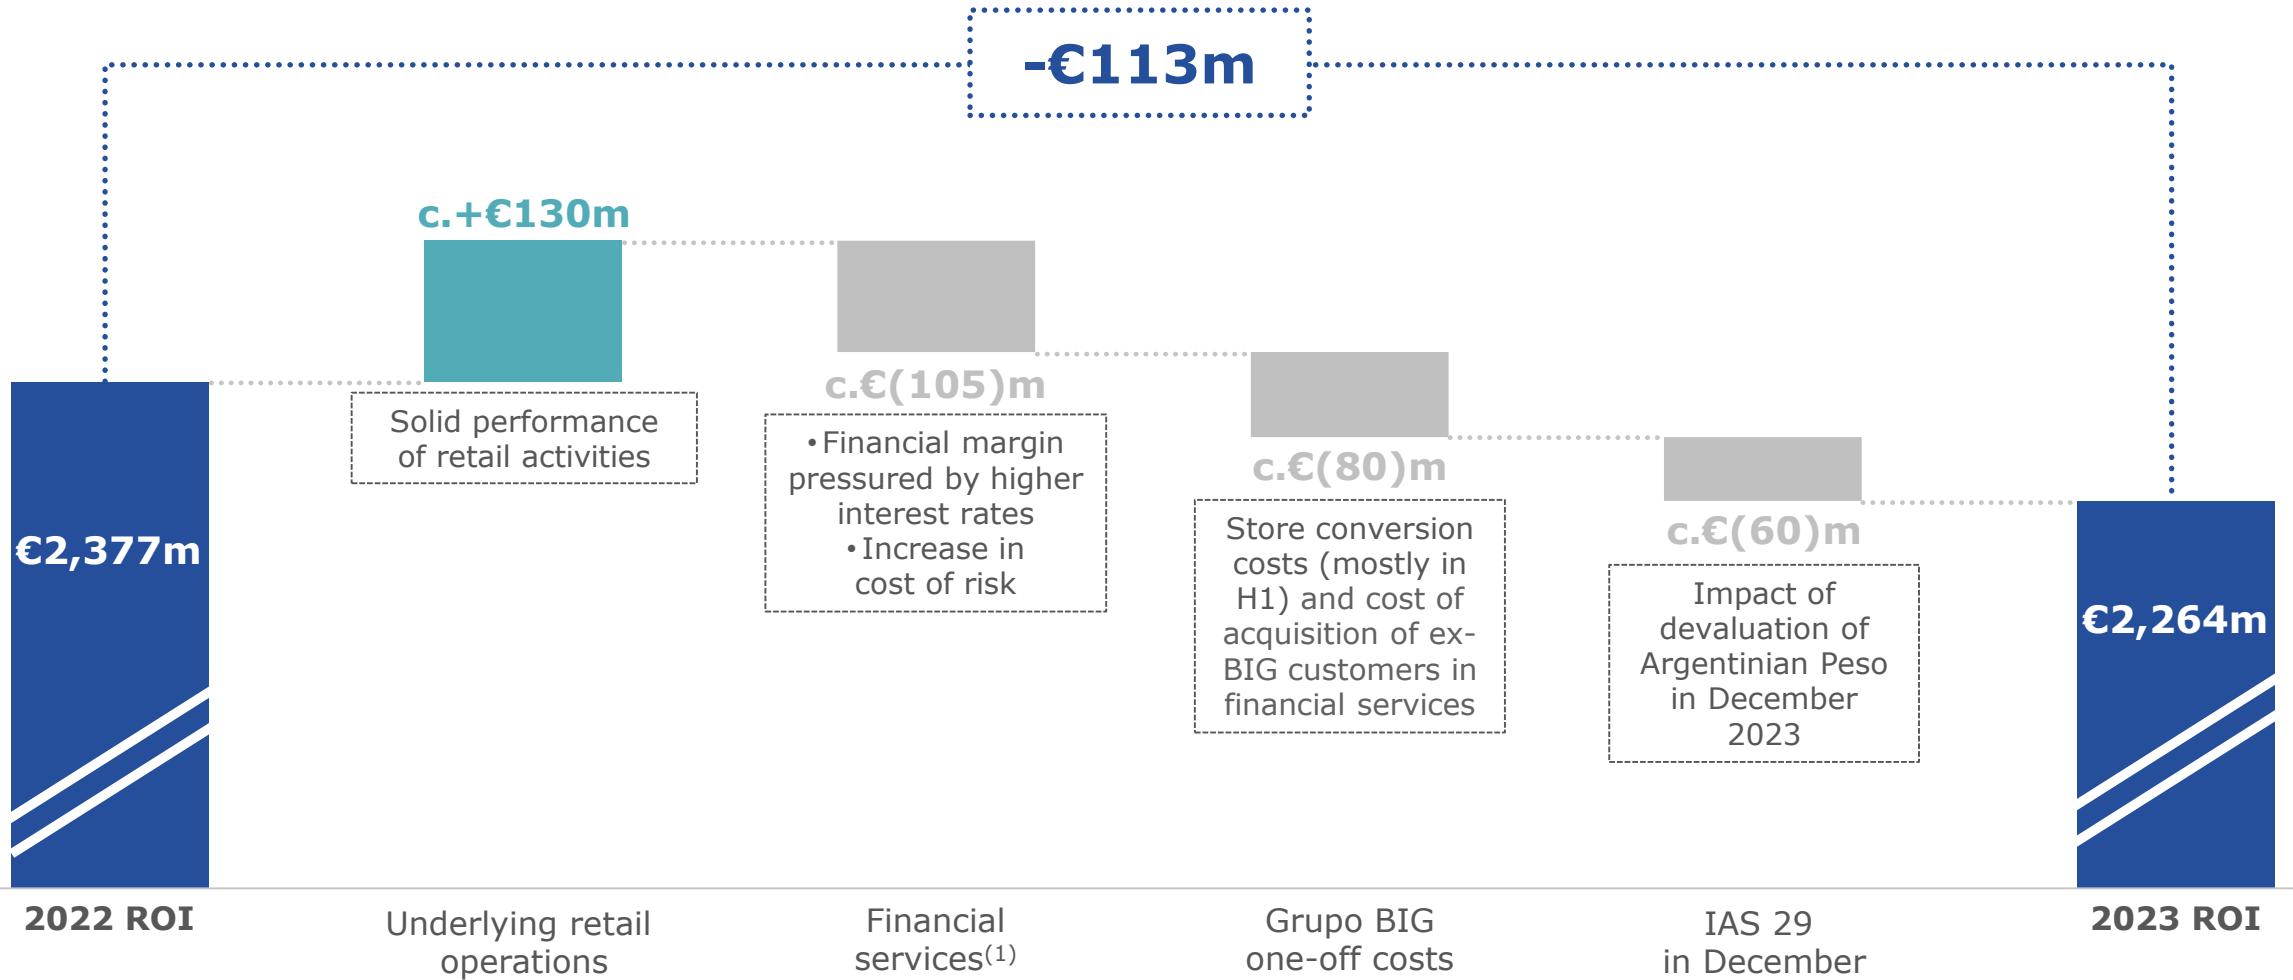 -€113m
c.+€130m
Solid performance
of retail activities
c.€(105)m
•Financial margin
pressured by higher
interest rates
•Increase in
cost of risk
c.€(80)m
Store conversion
costs (mostly in
H1) and cost of
acquisition of ex-
BIG customers in
financial services
c.€(60)m
Impact of
devaluation of
Argentinian Peso
in December
2023
€2,377m
€2,264m
2022 ROI
Underlying retail
operations
Financial
services(1)
Grupo BIG
one-off costs
IAS 29
in December
2023 ROI